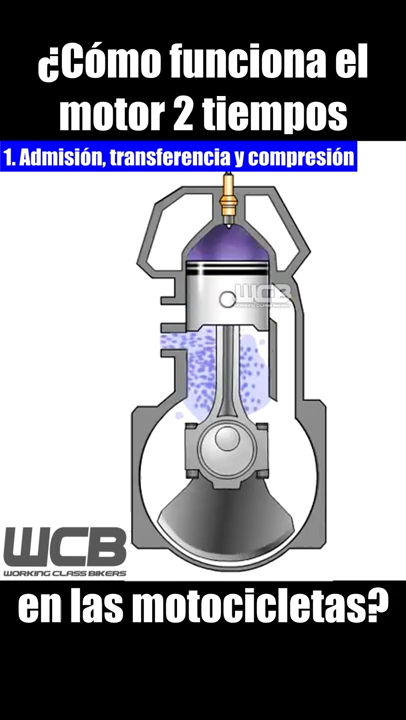 ¿Cómo funciona el
motor 2 tiempos
1. Admisión, transferencia y compresión
WCB
WCB
WORKING CLASS BIKERS
en las motocicletas?